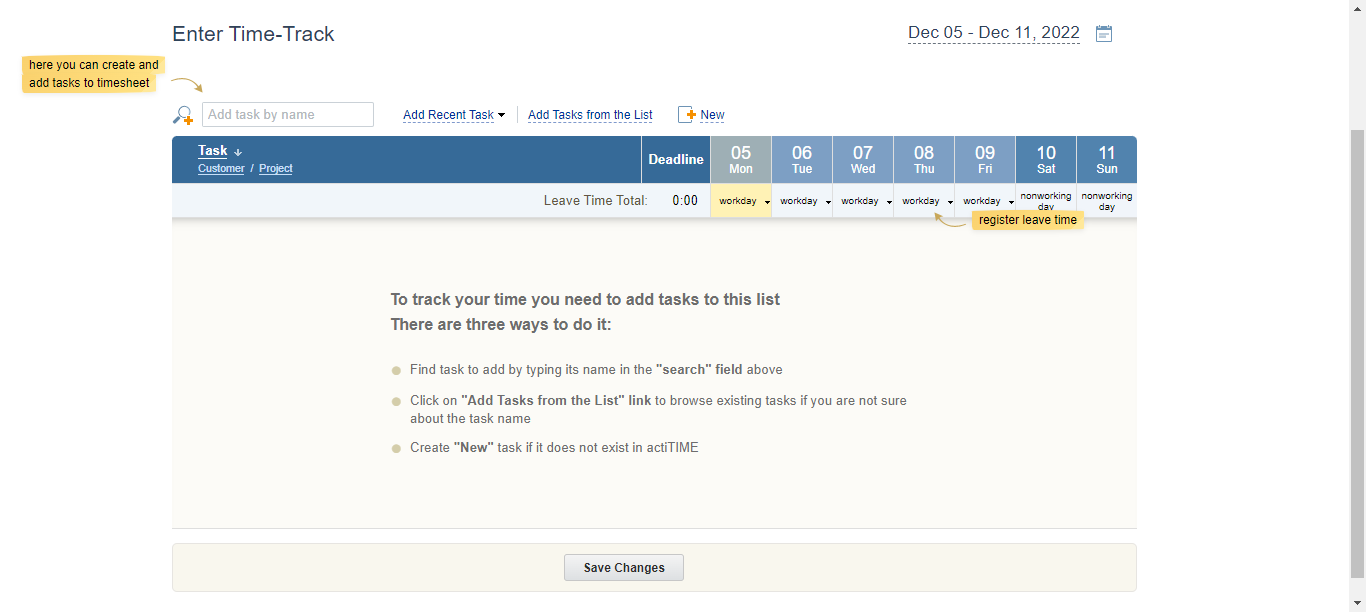 Enter Time-Track
Dec 05 - Dec 11, 2022
here you can create and
add tasks to timesheet
Add task by name
Add Recent Task
Add Tasks from the List
New
Task
Customer / Project
Deadline
05
Mon
06
Tue
07
Wed
08
Thu
09
Fri
10
Sat
11
Sun
Leave Time Total:
0:00
workday
workday
workday
workday
workday
nonworking
day
nonworking
day
register leave time
To track your time you need to add tasks to this list
There are three ways to do it:
Find task to add by typing its name in the "search" field above
Click on "Add Tasks from the List" link to browse existing tasks if you are not sure
about the task name
Create "New" task if it does not exist in actiTIME
Save Changes